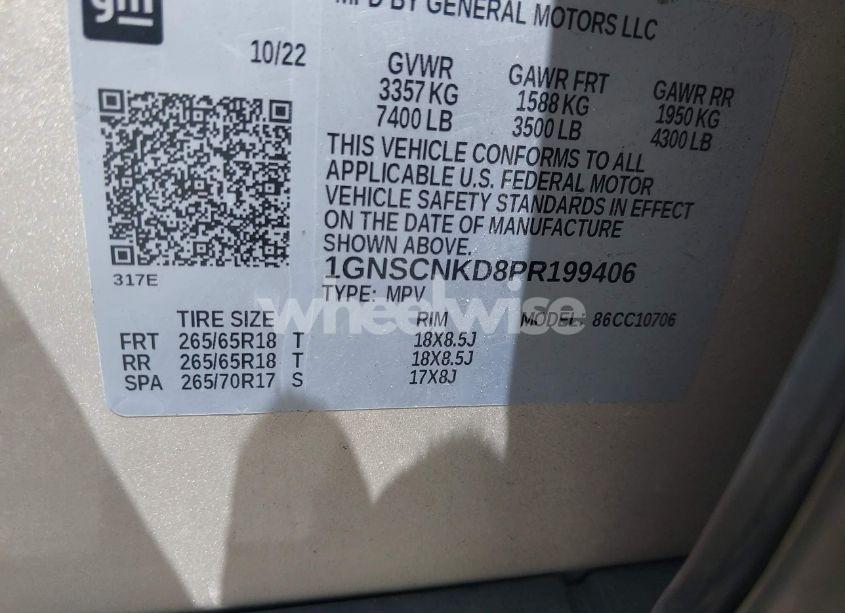 gm
MFD BY GENERAL MOTORS LLC
10/22
GVWR GAWR FRT GAWR RR
3357 KG 1588 KG 1950 KG
7400 LB 3500 LB 4300 LB
THIS VEHICLE CONFORMS TO ALL
APPLICABLE U.S. FEDERAL MOTOR
VEHICLE SAFETY STANDARDS IN EFFECT
ON THE DATE OF MANUFACTURE
SHOWN ABOVE.
317E
1GNSCNKD8PR199406
TYPE: MPV
wheelwise
TIRE SIZE RIM MODEL: 86CC10706
FRT 265/65R18 T 18X8.5J
RR 265/65R18 T 18X8.5J
SPA 265/70R17 S 17X8J